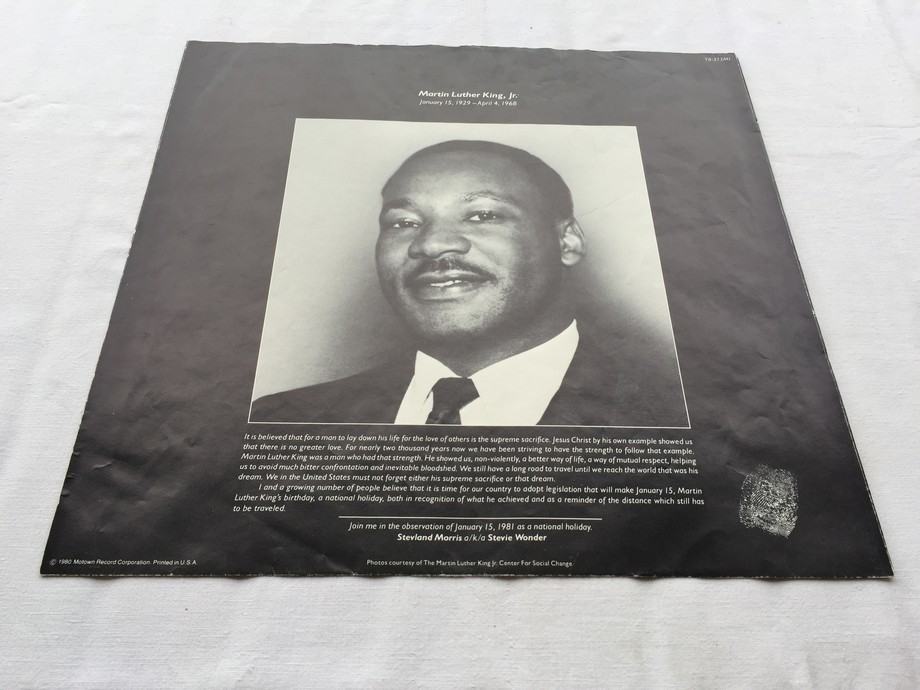 T8-373M1
Martin Luther King, Jr.
January 15, 1929 – April 4, 1968
It is believed that for a man to lay down his life for the love of others is the supreme sacrifice. Jesus Christ by his own example showed us
that there is no greater love. For nearly two thousand years now we have been striving to have the strength to follow that example.
Martin Luther King was a man who had that strength. He showed us, non-violently, a better way of life, a way of mutual respect, helping
us to avoid much bitter confrontation and inevitable bloodshed. We still have a long road to travel until we reach the world that was his
dream. We in the United States must not forget either his supreme sacrifice or that dream.
I and a growing number of people believe that it is time for our country to adopt legislation that will make January 15, Martin
Luther King's birthday, a national holiday, both in recognition of what he achieved and as a reminder of the distance which still has
to be traveled.
Join me in the observation of January 15, 1981 as a national holiday.
Stevland Morris a/k/a Stevie Wonder
© 1980 Motown Record Corporation. Printed in U.S.A.
Photos courtesy of The Martin Luther King Jr. Center For Social Change